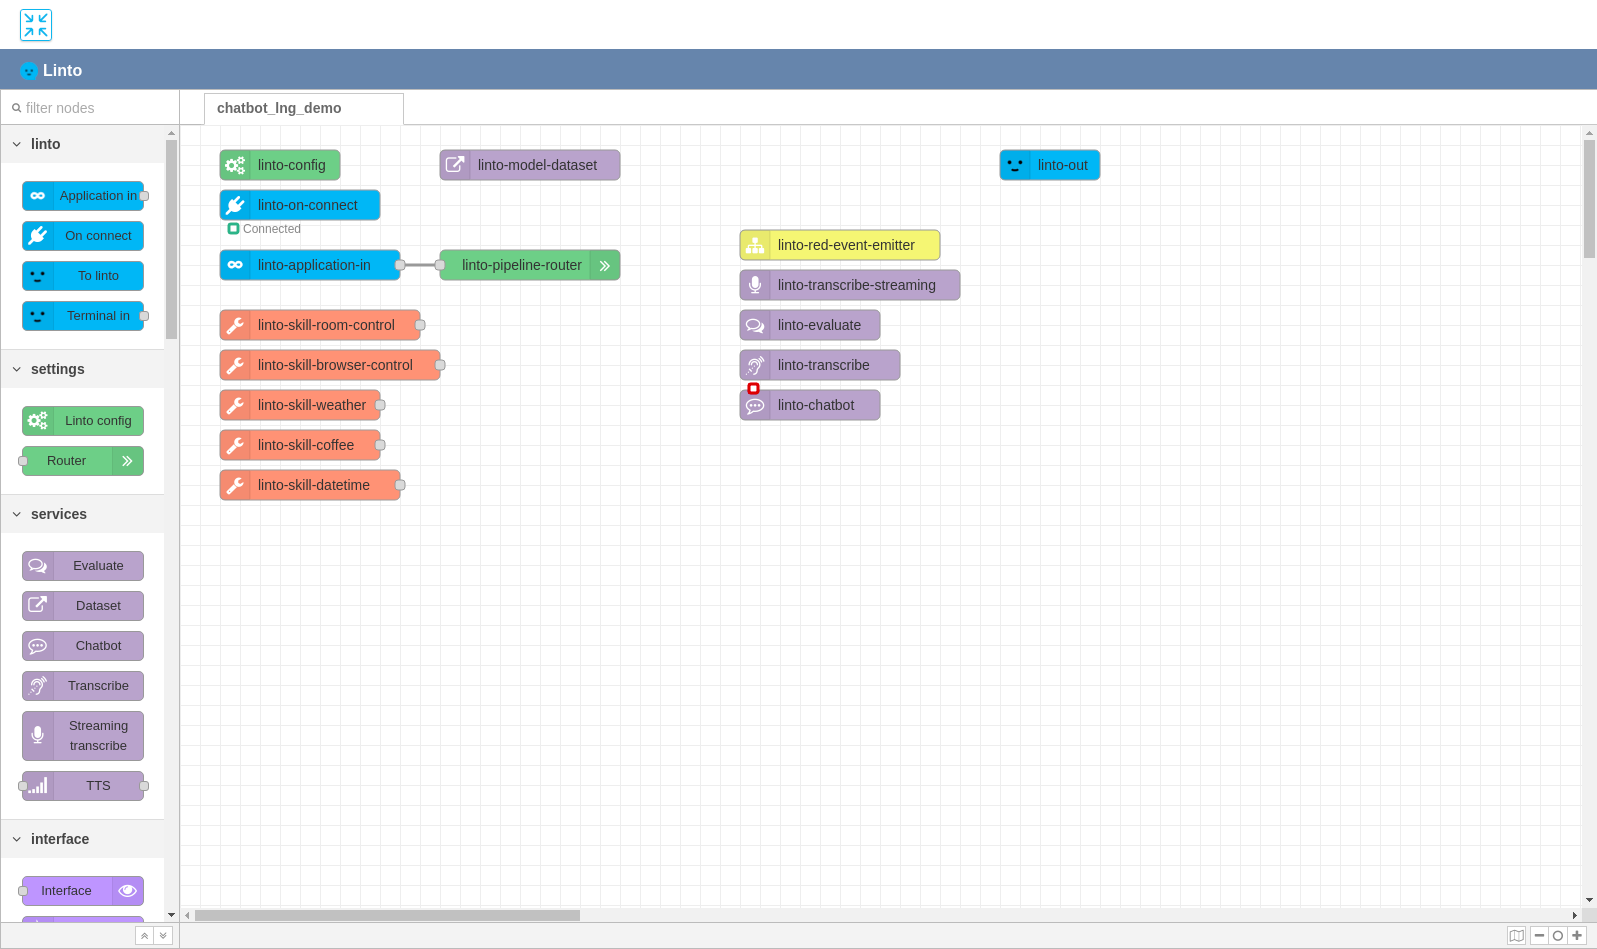 Linto
filter nodes
chatbot_lng_demo
linto
Application in
On connect
To linto
Terminal in
settings
Linto config
Router
services
Evaluate
Dataset
Chatbot
Transcribe
Streaming
transcribe
TTS
interface
Interface
linto-config
linto-model-dataset
linto-out
linto-on-connect
Connected
linto-red-event-emitter
linto-application-in
linto-pipeline-router
linto-transcribe-streaming
linto-skill-room-control
linto-evaluate
linto-skill-browser-control
linto-transcribe
linto-skill-weather
linto-chatbot
linto-skill-coffee
linto-skill-datetime